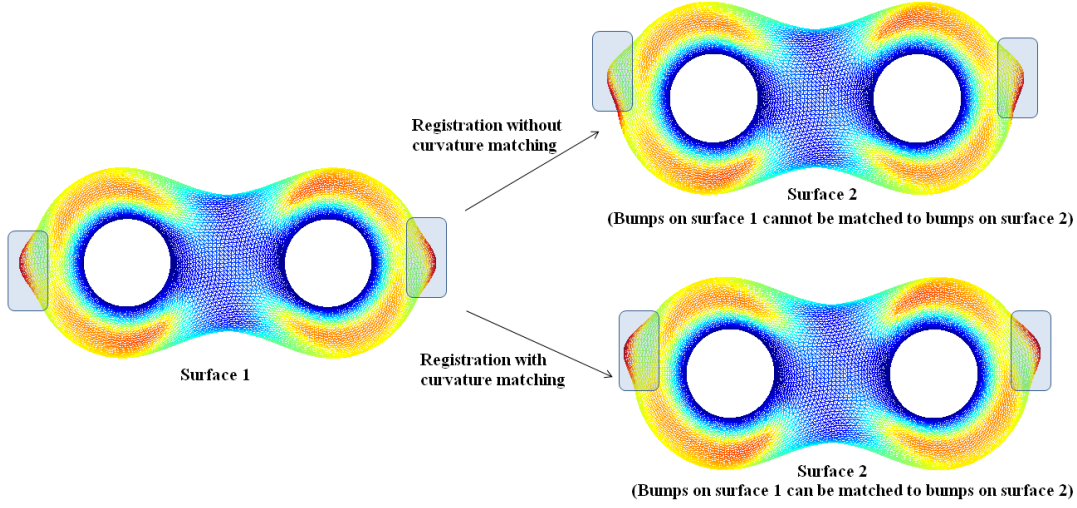 Registration without
curvature matching
Surface 2
(Bumps on surface 1 cannot be matched to bumps on surface 2)
Surface 1
Registration with
curvature matching
Surface 2
(Bumps on surface 1 can be matched to bumps on surface 2)